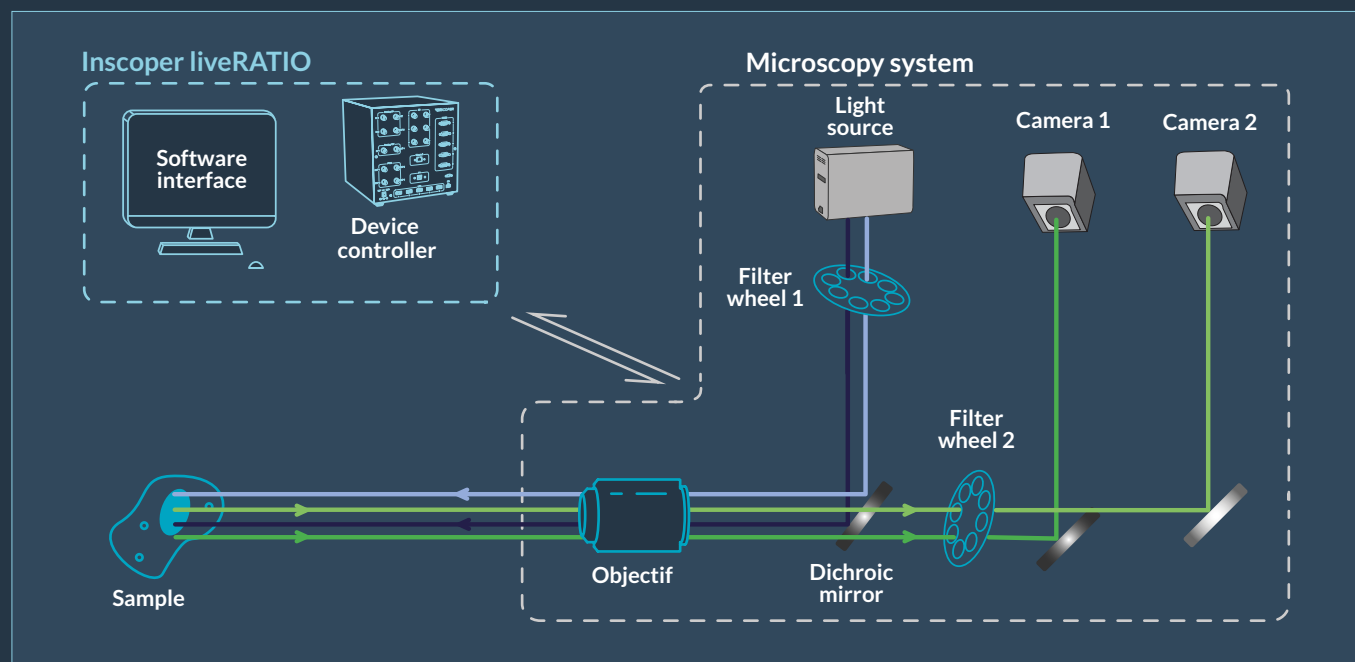 Inscoper liveRATIO
Software
interface
Device
controller
Microscopy system
Light
source
Camera 1
Camera 2
Filter
wheel 1
Filter
wheel 2
Sample
Objectif
Dichroic
mirror